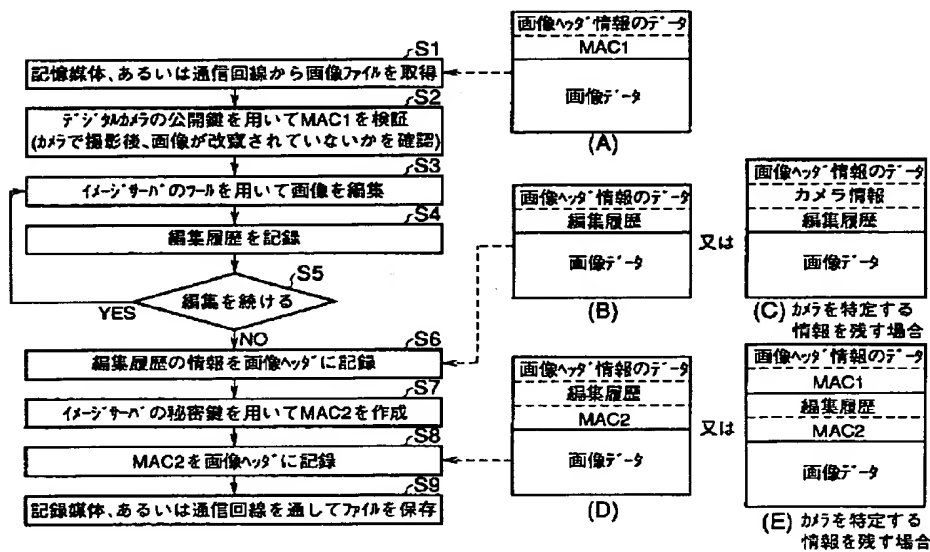 S1
記憶媒体、あるいは通信回線から画像ファイルを取得
S2
デジタルカメラの公開鍵を用いてMAC1を検証
(カメラで撮影後、画像が改竄されていないかを確認)
S3
イメージサーバのツールを用いて画像を編集
S4
編集履歴を記録
S5
編集を続ける
YES
NO
S6
編集履歴の情報を画像ヘッダに記録
S7
イメージサーバの秘密鍵を用いてMAC2を作成
S8
MAC2を画像ヘッダに記録
S9
記録媒体、あるいは通信回線を通してファイルを保存
画像ヘッダ情報のデータ
MAC1
画像データ
(A)
画像ヘッダ情報のデータ
編集履歴
画像データ
(B)
又は
画像ヘッダ情報のデータ
カメラ情報
編集履歴
画像データ
(C) カメラを特定する
情報を残す場合
画像ヘッダ情報のデータ
編集履歴
MAC2
画像データ
(D)
又は
画像ヘッダ情報のデータ
MAC1
編集履歴
MAC2
画像データ
(E) カメラを特定する
情報を残す場合